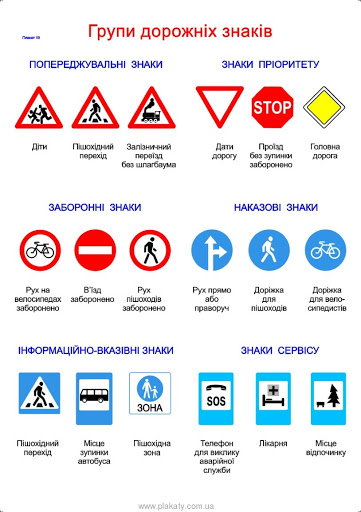 Плакат 10
Групи дорожніх знаків
ПОПЕРЕДЖУВАЛЬНІ ЗНАКИ
ЗНАКИ ПРІОРИТЕТУ
STOP
Діти
Пішохідний
перехід
Залізничний
переїзд
без шлагбаума
Дати
дорогу
Проїзд
без зупинки
заборонено
Головна
дорога
ЗАБОРОННІ ЗНАКИ
НАКАЗОВІ ЗНАКИ
Рух на
велосипедах
заборонено
В'їзд
заборонено
Рух
пішоходів
заборонено
Рух прямо
або
праворуч
Доріжка
для
пішоходів
Доріжка
для вело-
сипедистів
ІНФОРМАЦІЙНО-ВКАЗІВНІ ЗНАКИ
ЗНАКИ СЕРВІСУ
ЗОНА
SOS
Пішохідний
перехід
Місце
зупинки
автобуса
Пішохідна
зона
Телефон
для виклику
аварійної
служби
Лікарня
Місце
відпочинку
www.plakaty.com.ua